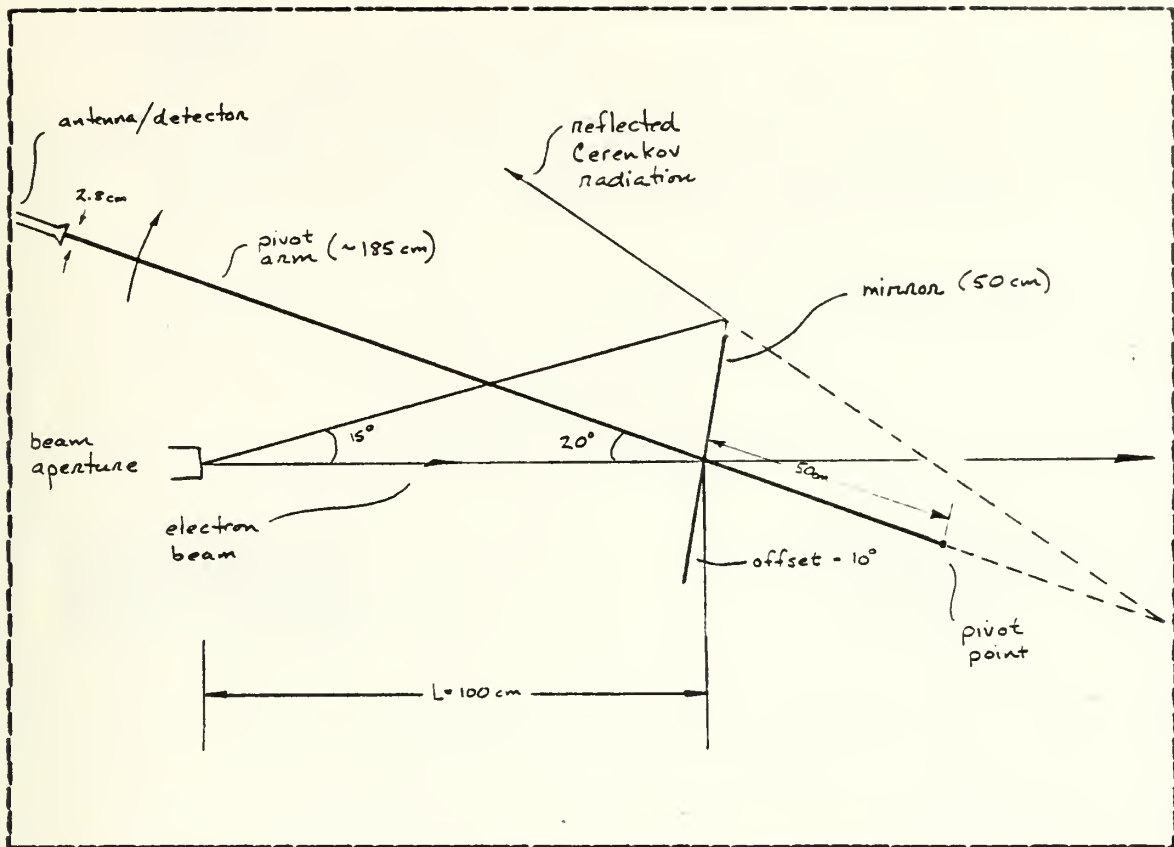 antenna/detector
2.8cm
pivot
arm (~185 cm)
reflected
Cerenkov
radiation
mirror (50 cm)
beam
aperture
15°
20°
50cm
electron
beam
offset - 10°
pivot
point
L=100 cm